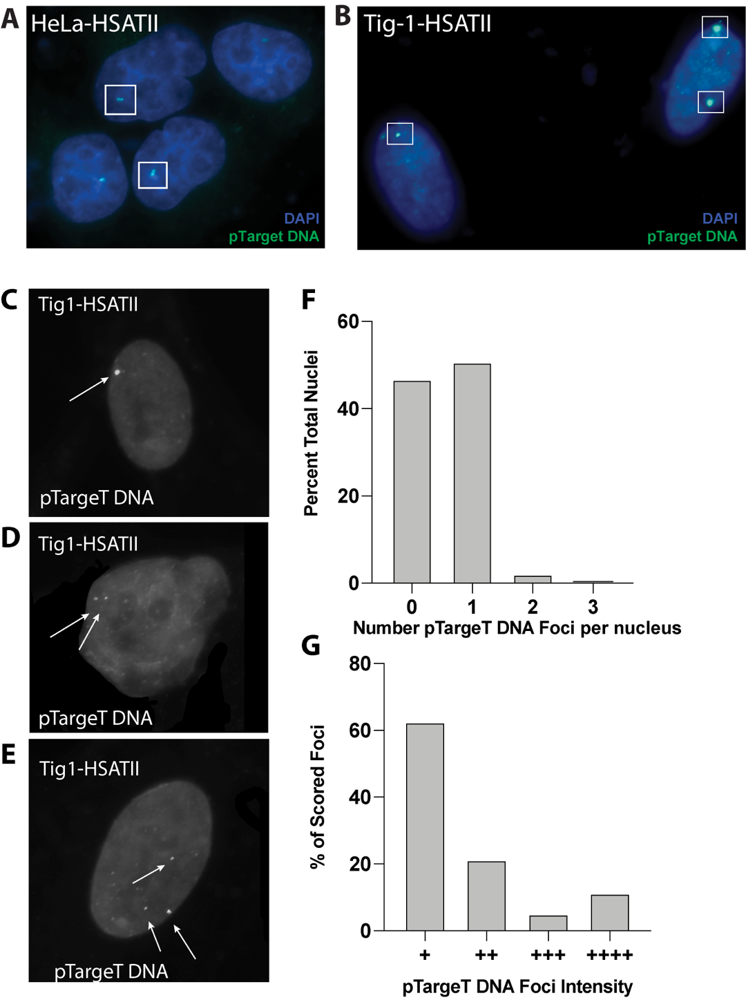 A
HeLa-HSATII
DAPI
pTarget DNA
B
Tig-1-HSATII
DAPI
pTarget DNA
C
Tig1-HSATII
pTargeT DNA
D
Tig1-HSATII
pTargeT DNA
E
Tig1-HSATII
pTargeT DNA
F
Percent Total Nuclei
60
40
20
0
0 1 2 3
Number pTargeT DNA Foci per nucleus
G
% of Scored Foci
80
60
40
20
0
+ ++ +++ ++++
pTargeT DNA Foci Intensity